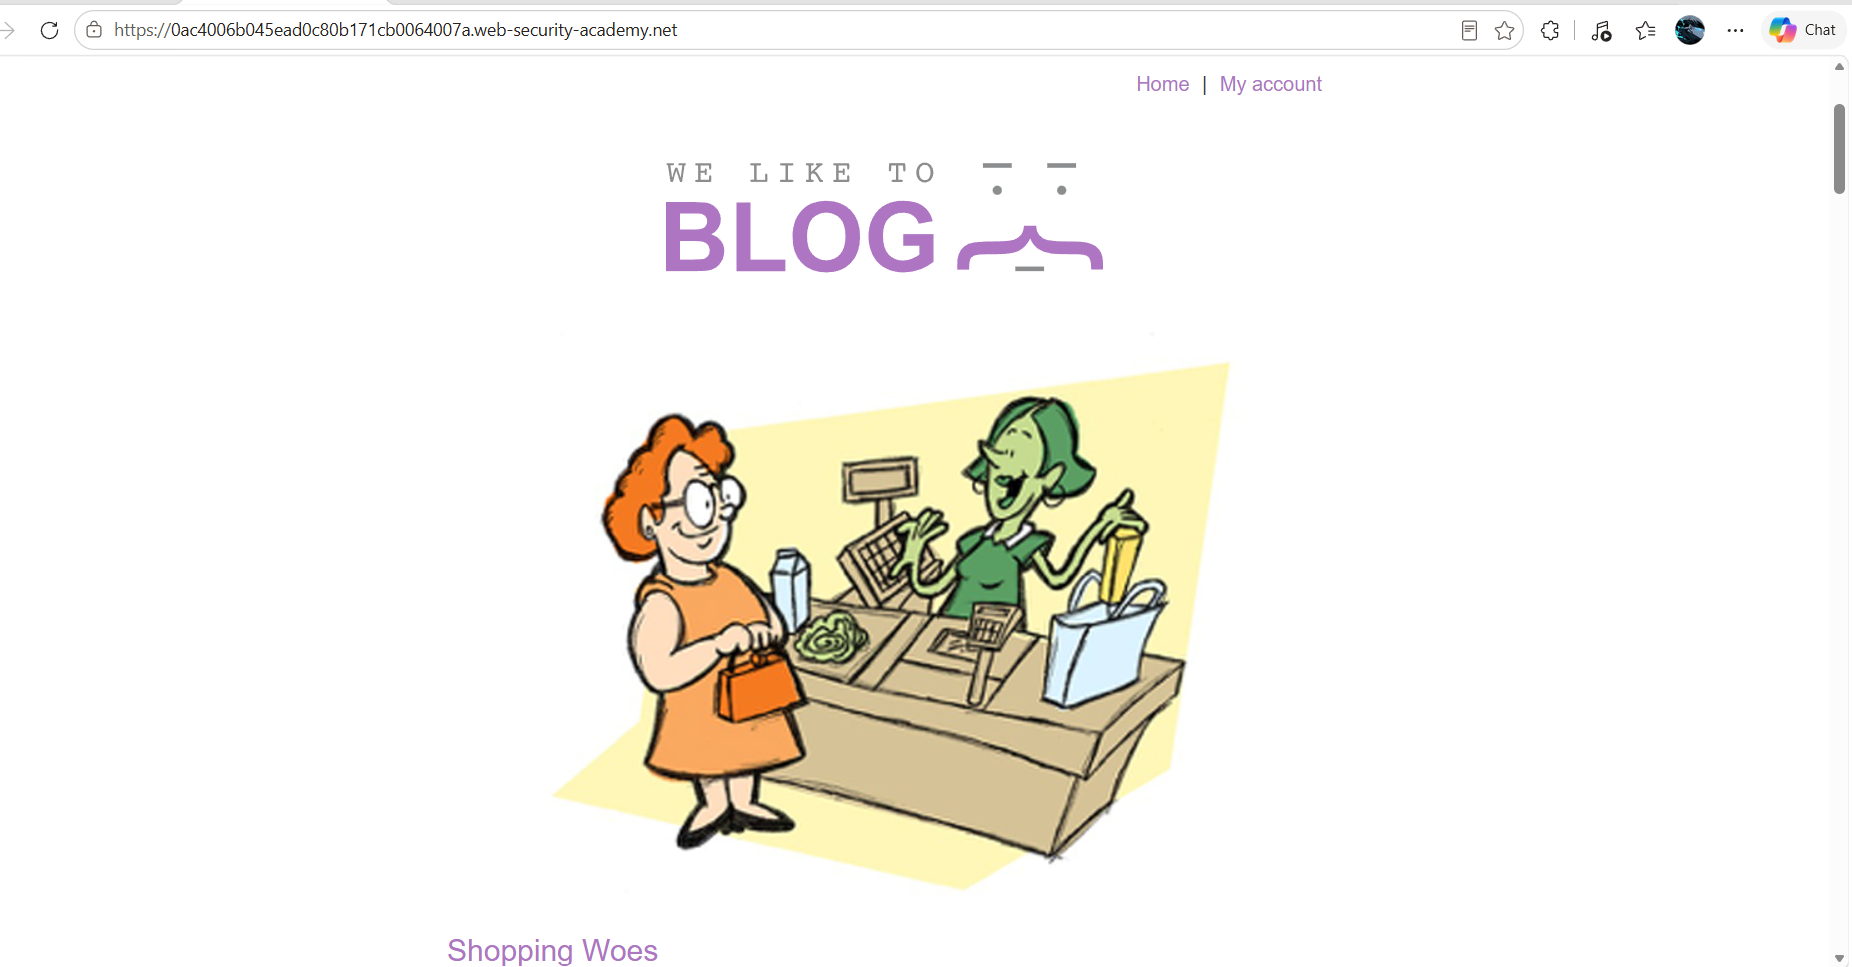 https://0ac4006b045ead0c80b171cb0064007a.web-security-academy.net
Chat
Home | My account
WE LIKE TO
BLOG
Shopping Woes